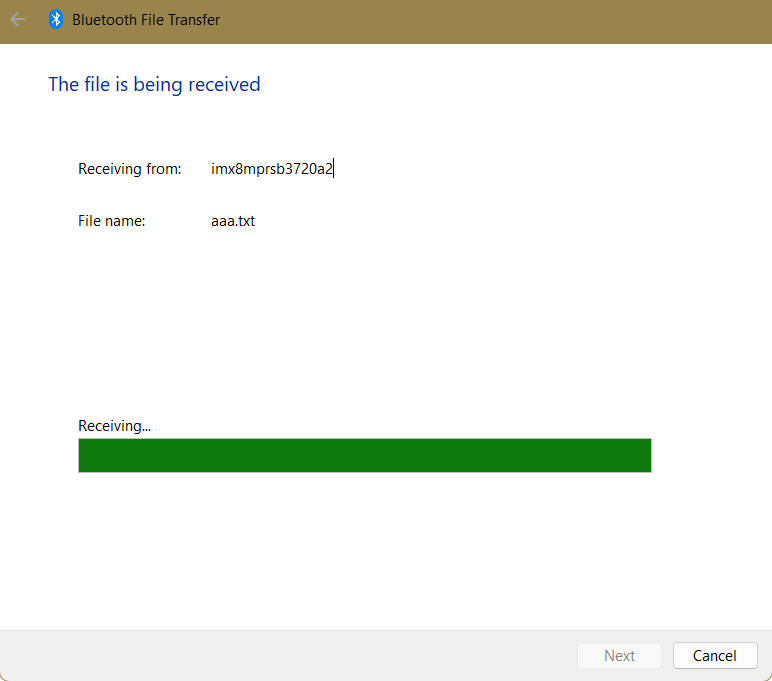 Bluetooth File Transfer
The file is being received
Receiving from: imx8mprsb3720a2
File name: aaa.txt
Receiving...
Next Cancel